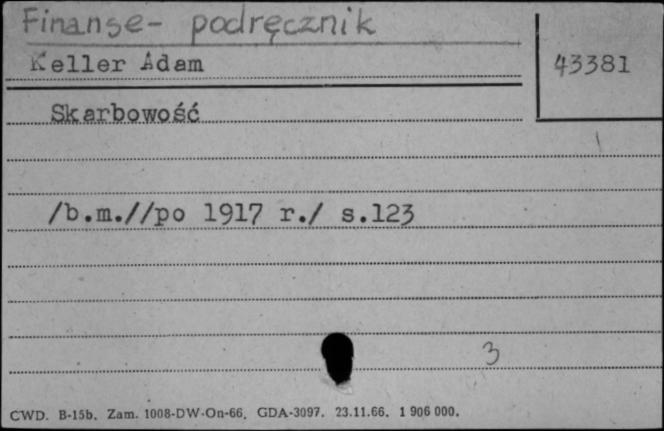 Finanse - podręcznik
Keller Adam
43381
Skarbowość
/b.m.//po 1917 r./ s.123
3
CWD. B-15b. Zam. 1008-DW-On-66. GDA-3097. 23.11.66. 1 906 000.